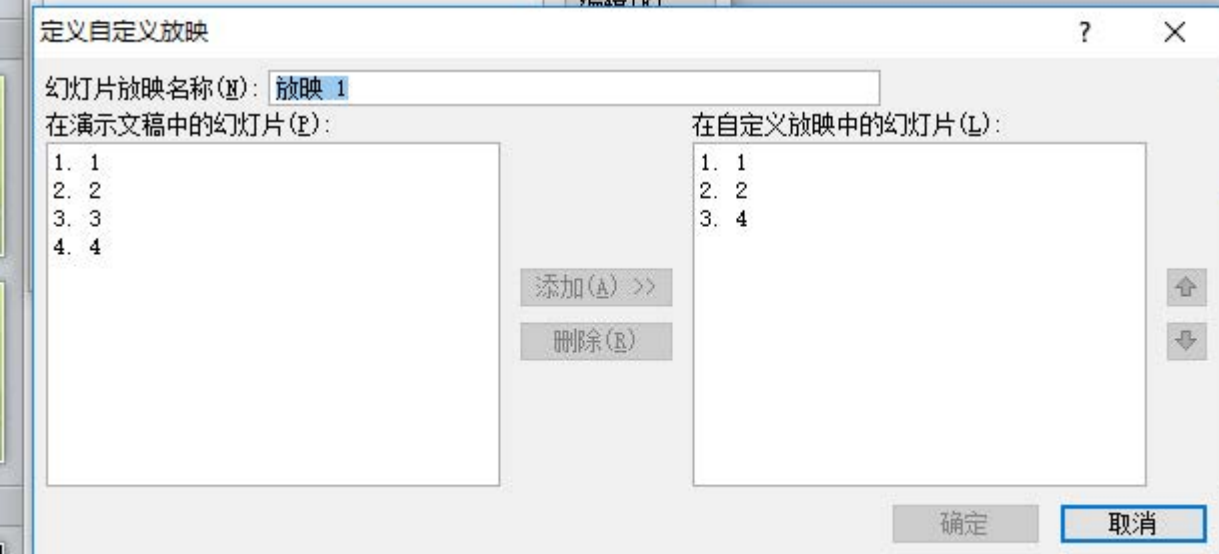 编辑(E)
定义自定义放映
?
幻灯片放映名称(N): 放映 1
在演示文稿中的幻灯片(P):
在自定义放映中的幻灯片(L):
1. 1
2. 2
3. 3
4. 4
1. 1
2. 2
3. 4
添加(A) >>
删除(R)
确定
取消